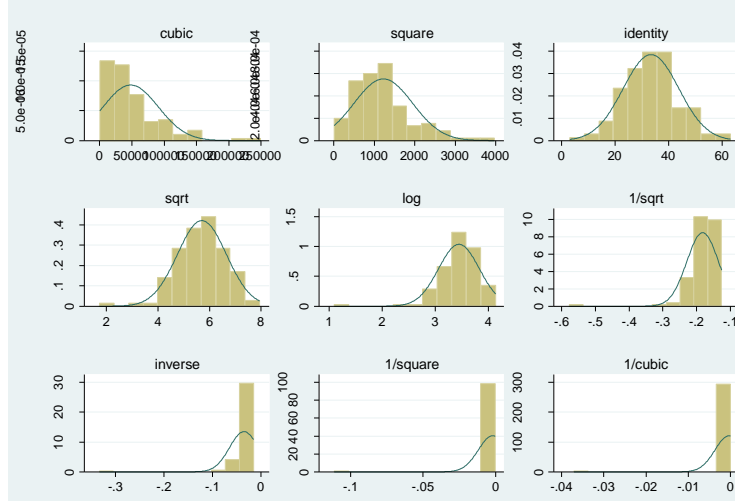 cubic square identity
0
0 50000 100000 150000 200000 250000
0
0 1000 2000 3000 4000
0 .01 .02 .03 .04
0 20 40 60
sqrt log 1/sqrt
0 .1 .2 .3 .4
2 4 6 8
0 .5 1 1.5
1 2 3 4
0 2 4 6 8 10
-.6 -.5 -.4 -.3 -.2 -.1
inverse 1/square 1/cubic
0 10 20 30
-.3 -.2 -.1 0
0 20 40 60 80 100
-.1 -.05 0
0 100 200 300
-.04 -.03 -.02 -.01 0